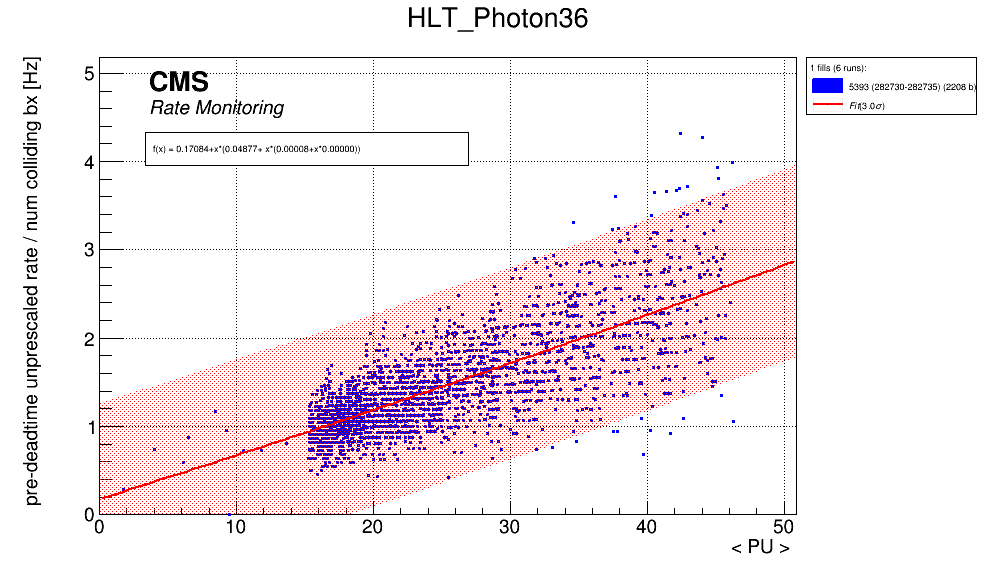 HLT_Photon36
pre-deadtime unprescaled rate / num colliding bx [Hz]
CMS
Rate Monitoring
f(x) = 0.17084+x*(0.04877+ x*(0.00008+x*0.00000))
1 fills (6 runs):
5393 (282730-282735) (2208 b)
Fit(3.0σ)
5
4
3
2
1
0
0 10 20 30 40 50
< PU >